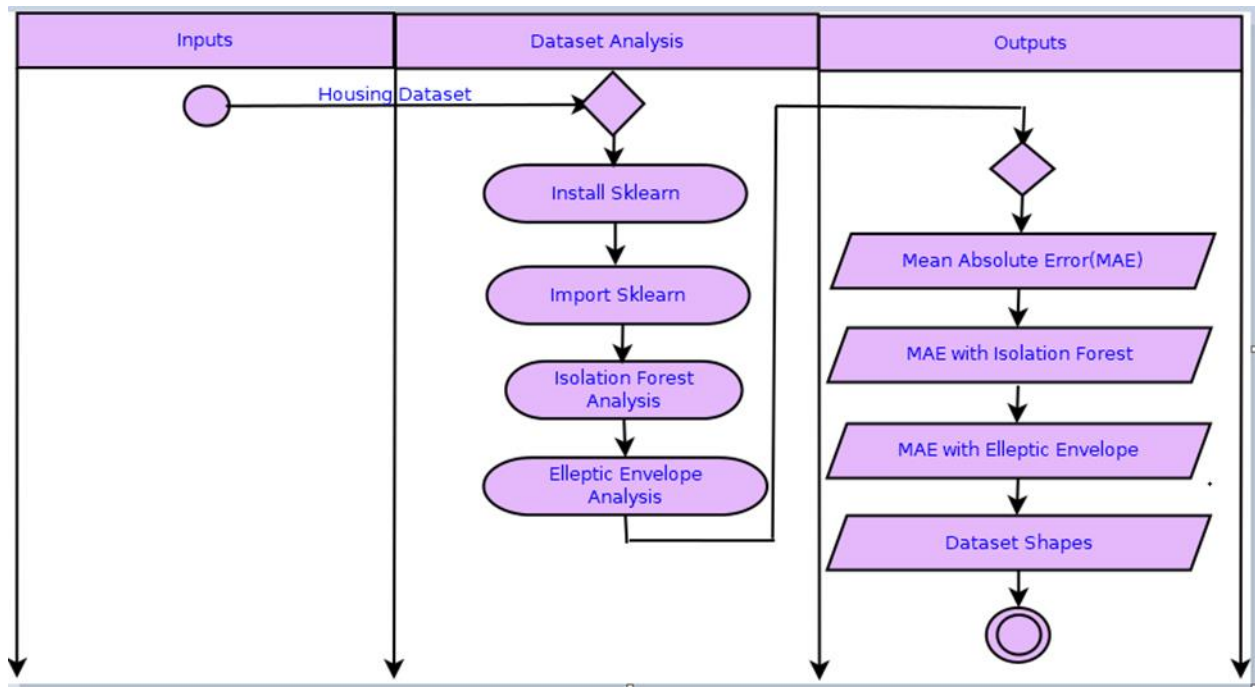 Inputs
Dataset Analysis
Outputs
Housing Dataset
Install Sklearn
Import Sklearn
Isolation Forest
Analysis
Elleptic Envelope
Analysis
Mean Absolute Error(MAE)
MAE with Isolation Forest
MAE with Elleptic Envelope
Dataset Shapes